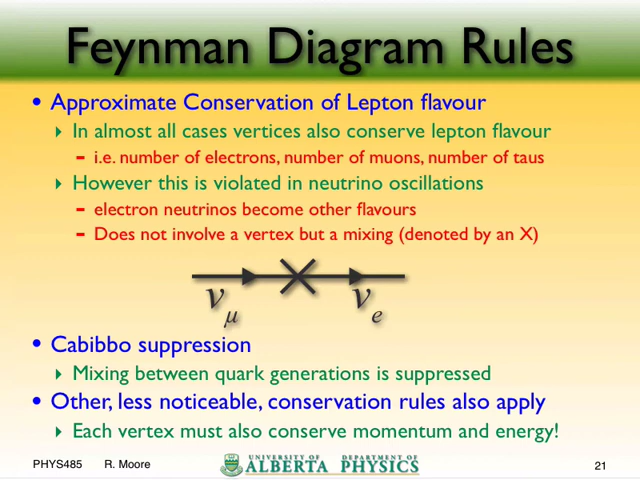 Feynman Diagram Rules
• Approximate Conservation of Lepton flavour
‣ In almost all cases vertices also conserve lepton flavour
- i.e. number of electrons, number of muons, number of taus
‣ However this is violated in neutrino oscillations
- electron neutrinos become other flavours
- Does not involve a vertex but a mixing (denoted by an X)
ν_μ ν_e
• Cabibbo suppression
‣ Mixing between quark generations is suppressed
• Other, less noticeable, conservation rules also apply
‣ Each vertex must also conserve momentum and energy!
PHYS485 R. Moore
UNIVERSITY OF DEPARTMENT OF
ALBERTA PHYSICS
21